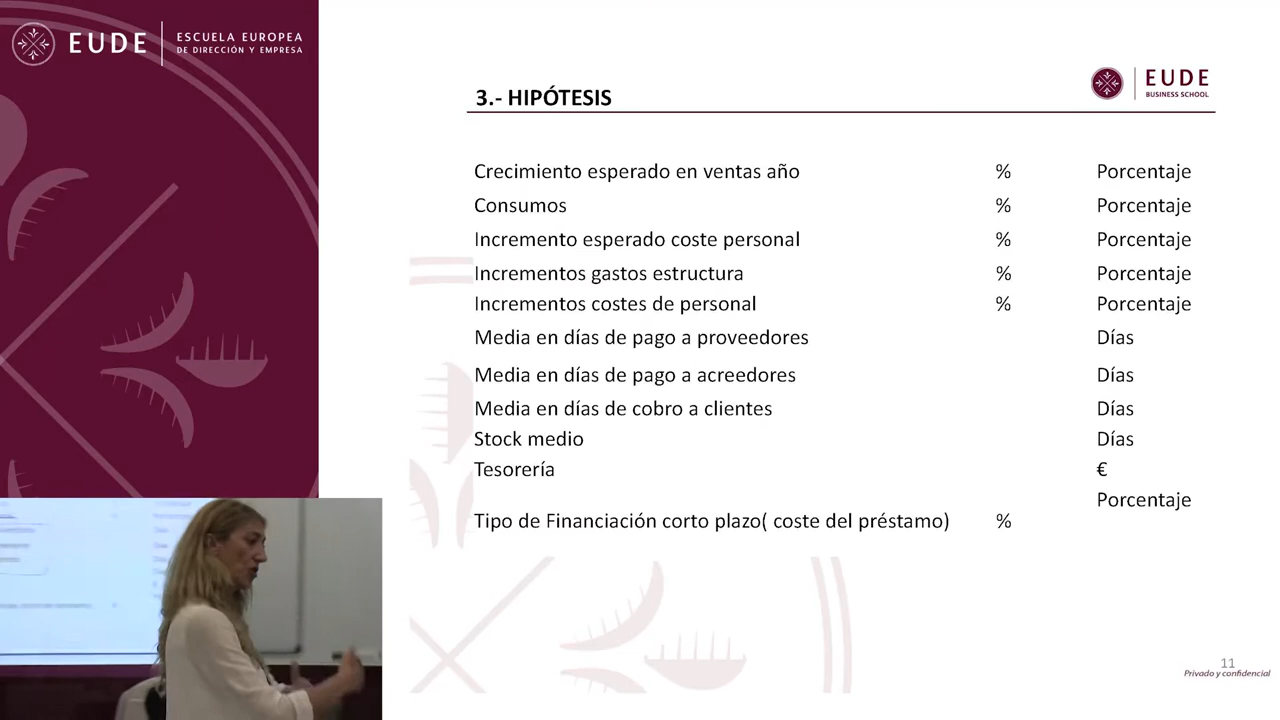 EUDE
ESCUELA EUROPEA
DE DIRECCIÓN Y EMPRESA
3.- HIPÓTESIS
EUDE
BUSINESS SCHOOL
Crecimiento esperado en ventas año % Porcentaje
Consumos % Porcentaje
Incremento esperado coste personal % Porcentaje
Incrementos gastos estructura % Porcentaje
Incrementos costes de personal % Porcentaje
Media en días de pago a proveedores Días
Media en días de pago a acreedores Días
Media en días de cobro a clientes Días
Stock medio Días
Tesorería €
Porcentaje
Tipo de Financiación corto plazo( coste del préstamo) %
11
Privado y confidencial